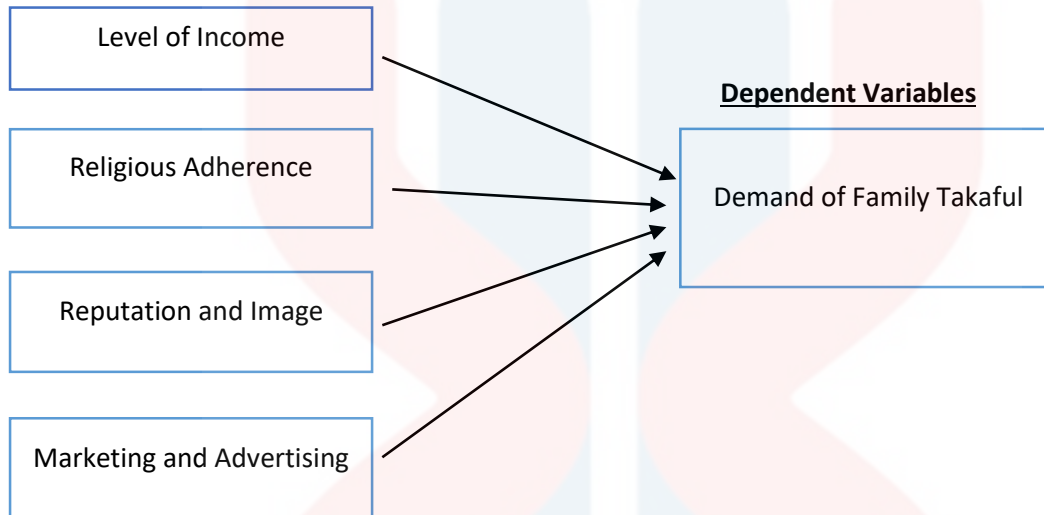 Level of Income
Religious Adherence
Reputation and Image
Marketing and Advertising
Dependent Variables
Demand of Family Takaful